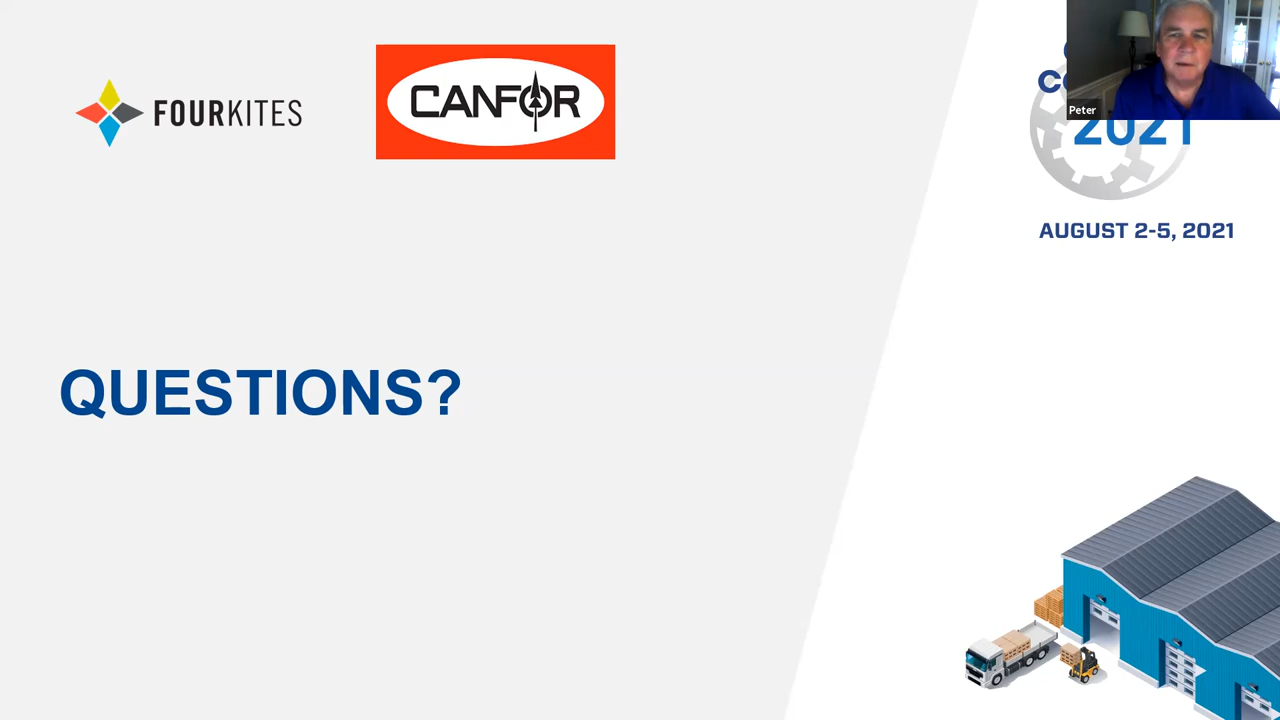 FOURKITES
CANFOR
Peter
2021
AUGUST 2-5, 2021
QUESTIONS?